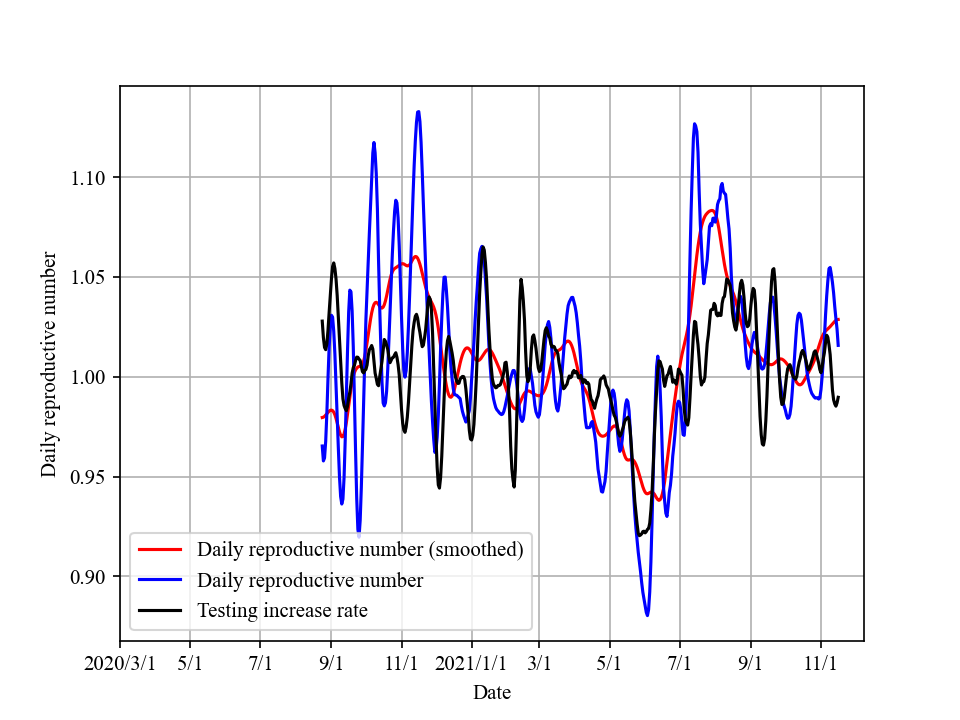 Daily reproductive number
1.10
1.05
1.00
0.95
0.90
Daily reproductive number (smoothed)
Daily reproductive number
Testing increase rate
2020/3/1 5/1 7/1 9/1 11/1 2021/1/1 3/1 5/1 7/1 9/1 11/1
Date